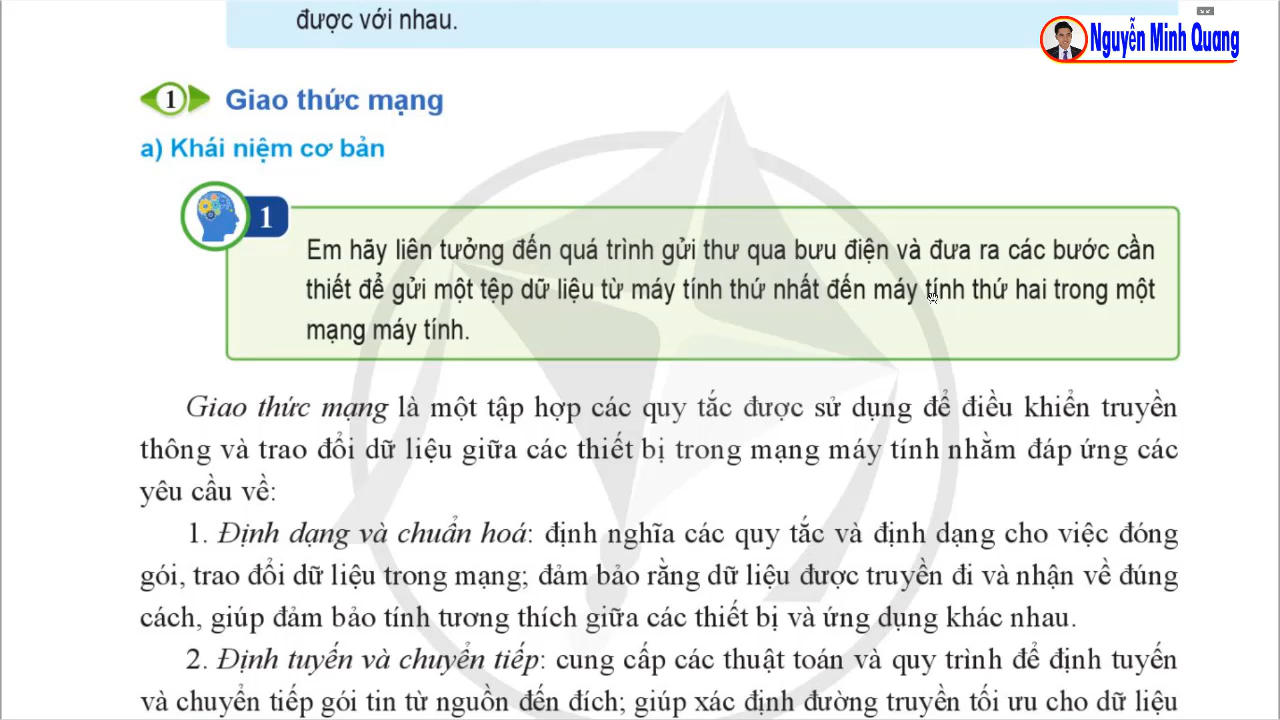 được với nhau.
Nguyễn Minh Quang
1 Giao thức mạng
a) Khái niệm cơ bản
1
Em hãy liên tưởng đến quá trình gửi thư qua bưu điện và đưa ra các bước cần
thiết để gửi một tệp dữ liệu từ máy tính thứ nhất đến máy tính thứ hai trong một
mạng máy tính.
Giao thức mạng là một tập hợp các quy tắc được sử dụng để điều khiển truyền
thông và trao đổi dữ liệu giữa các thiết bị trong mạng máy tính nhằm đáp ứng các
yêu cầu về:
1. Định dạng và chuẩn hoá: định nghĩa các quy tắc và định dạng cho việc đóng
gói, trao đổi dữ liệu trong mạng; đảm bảo rằng dữ liệu được truyền đi và nhận về đúng
cách, giúp đảm bảo tính tương thích giữa các thiết bị và ứng dụng khác nhau.
2. Định tuyến và chuyển tiếp: cung cấp các thuật toán và quy trình để định tuyến
và chuyển tiếp gói tin từ nguồn đến đích; giúp xác định đường truyền tối ưu cho dữ liệu